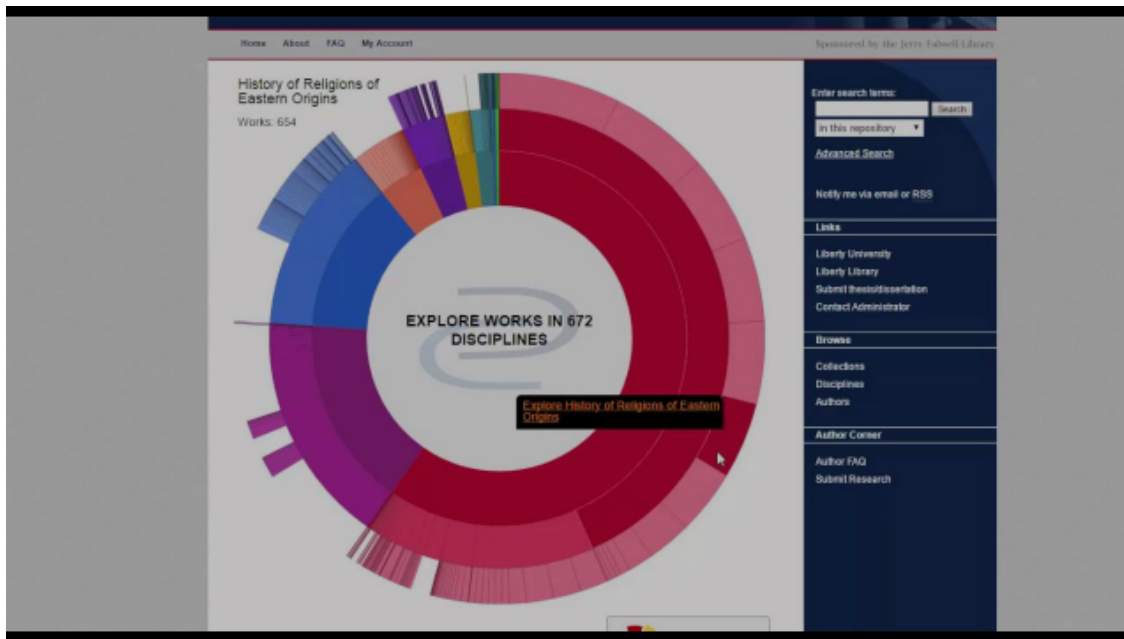 Home About FAQ My Account
Sponsored by the Jerry Falwell Library
History of Religions of
Eastern Origins
Works: 654
EXPLORE WORKS IN 672
DISCIPLINES
Explore History of Religions of Eastern
Origins
Enter search terms:
Search
in this repository
Advanced Search
Notify me via email or RSS
Links
Liberty University
Liberty Library
Submit thesis/dissertation
Contact Administrator
Browse
Collections
Disciplines
Authors
Author Corner
Author FAQ
Submit Research